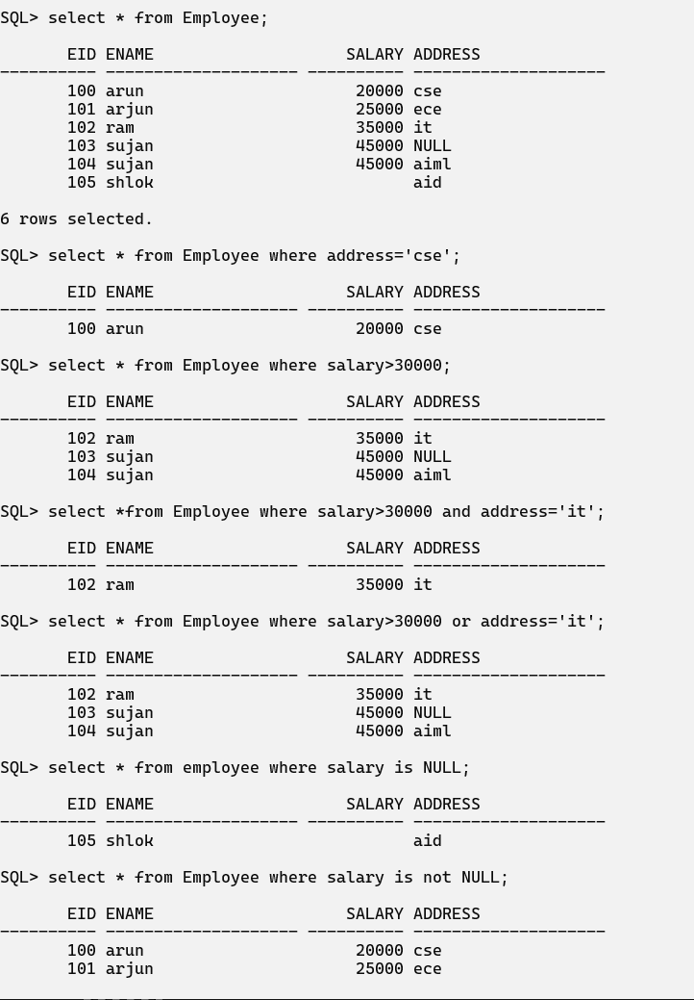 SQL> select * from Employee;
EID ENAME SALARY ADDRESS
---------- -------------------- ---------- --------------------
100 arun 20000 cse
101 arjun 25000 ece
102 ram 35000 it
103 sujan 45000 NULL
104 sujan 45000 aiml
105 shlok aid
6 rows selected.
SQL> select * from Employee where address='cse';
EID ENAME SALARY ADDRESS
---------- -------------------- ---------- --------------------
100 arun 20000 cse
SQL> select * from Employee where salary>30000;
EID ENAME SALARY ADDRESS
---------- -------------------- ---------- --------------------
102 ram 35000 it
103 sujan 45000 NULL
104 sujan 45000 aiml
SQL> select *from Employee where salary>30000 and address='it';
EID ENAME SALARY ADDRESS
---------- -------------------- ---------- --------------------
102 ram 35000 it
SQL> select * from Employee where salary>30000 or address='it';
EID ENAME SALARY ADDRESS
---------- -------------------- ---------- --------------------
102 ram 35000 it
103 sujan 45000 NULL
104 sujan 45000 aiml
SQL> select * from employee where salary is NULL;
EID ENAME SALARY ADDRESS
---------- -------------------- ---------- --------------------
105 shlok aid
SQL> select * from Employee where salary is not NULL;
EID ENAME SALARY ADDRESS
---------- -------------------- ---------- --------------------
100 arun 20000 cse
101 arjun 25000 ece